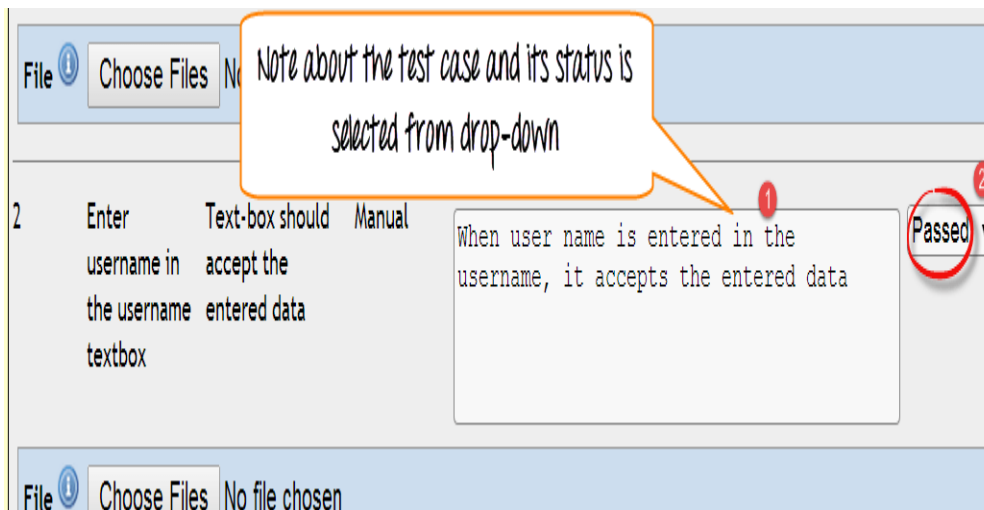 Note about the test case and its status is
selected from drop-down
File Choose Files
1
2
2 Enter Text-box should Manual When user name is entered in the Passed
username in accept the username, it accepts the entered data
the username entered data
textbox
File Choose Files No file chosen